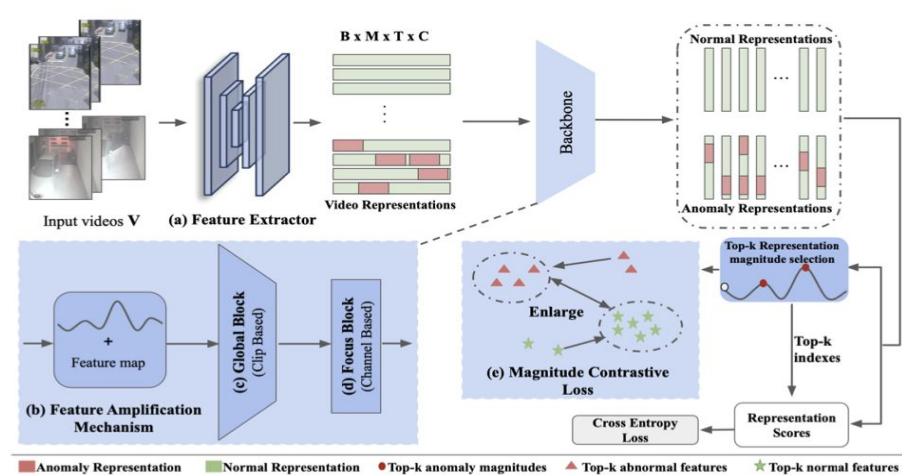 B x M x T x C
Normal Representations
Backbone
Input videos V
(a) Feature Extractor
Video Representations
Anomaly Representations
Feature map
+
(b) Feature Amplification
Mechanism
(c) Global Block
(Clip Based)
(d) Focus Block
(Channel Based)
Enlarge
(e) Magnitude Contrastive
Loss
Top-k Representation
magnitude selection
Top-k
indexes
Cross Entropy
Loss
Representation
Scores
Anomaly Representation
Normal Representation
Top-k anomaly magnitudes
Top-k abnormal features
Top-k normal features